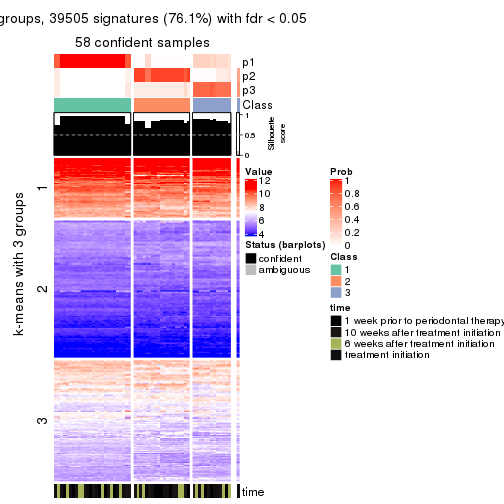 groups, 39505 signatures (76.1%) with fdr < 0.05
58 confident samples
p1
p2
p3
Class
1
0.5
0
Silhouette
score
k-means with 3 groups
1
2
3
time
Value
12
10
8
6
4
Status (barplots)
confident
ambiguous
Prob
1
0.8
0.6
0.4
0.2
0
Class
1
2
3
time
1 week prior to periodontal therapy
10 weeks after treatment initiation
6 weeks after treatment initiation
treatment initiation